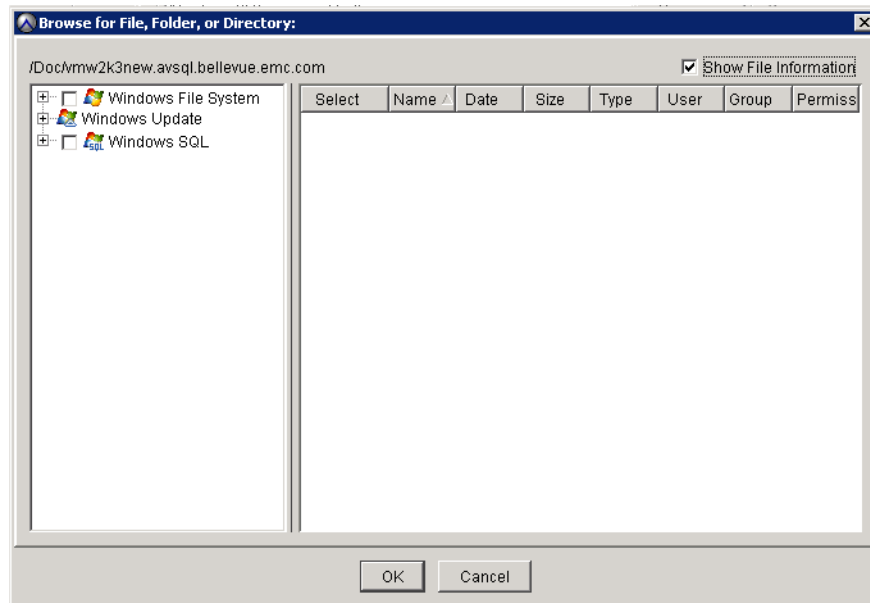 Browse for File, Folder, or Directory:
/Doc/vmw2k3new.avsql.bellevue.emc.com Show File Information
Windows File System
Select Name Date Size Type User Group Permiss
Windows Update
SQL Windows SQL
OK Cancel